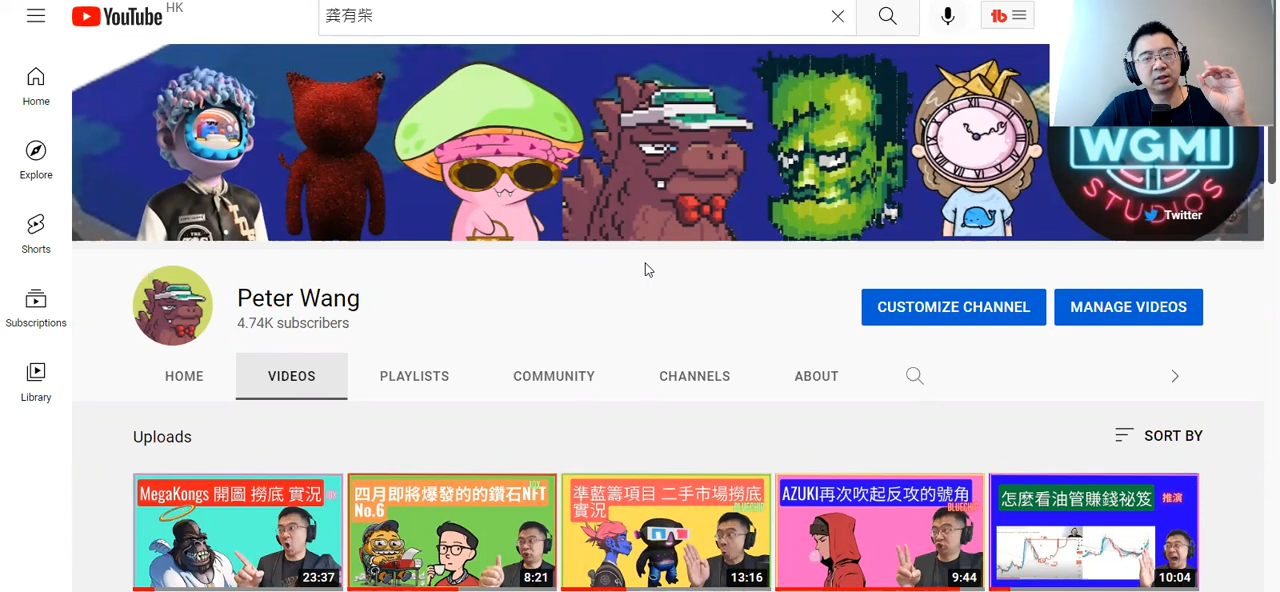 YouTube HK
龔有柴
Home
Explore
Shorts
Subscriptions
Library
WGMI
STUDIOS
Twitter
Peter Wang
4.74K subscribers
CUSTOMIZE CHANNEL
MANAGE VIDEOS
HOME
VIDEOS
PLAYLISTS
COMMUNITY
CHANNELS
ABOUT
Uploads
SORT BY
MegaKongs 開圖 撈底 實況
23:37
四月即將爆發的的鑽石NFT
No.6
8:21
準藍籌項目 二手市場撈底
實況
BLUECHIP
13:16
AZUKI再次吹起反攻的號角
BLUECHIP
9:44
怎麼看油管賺錢祕笈
推演
10:04